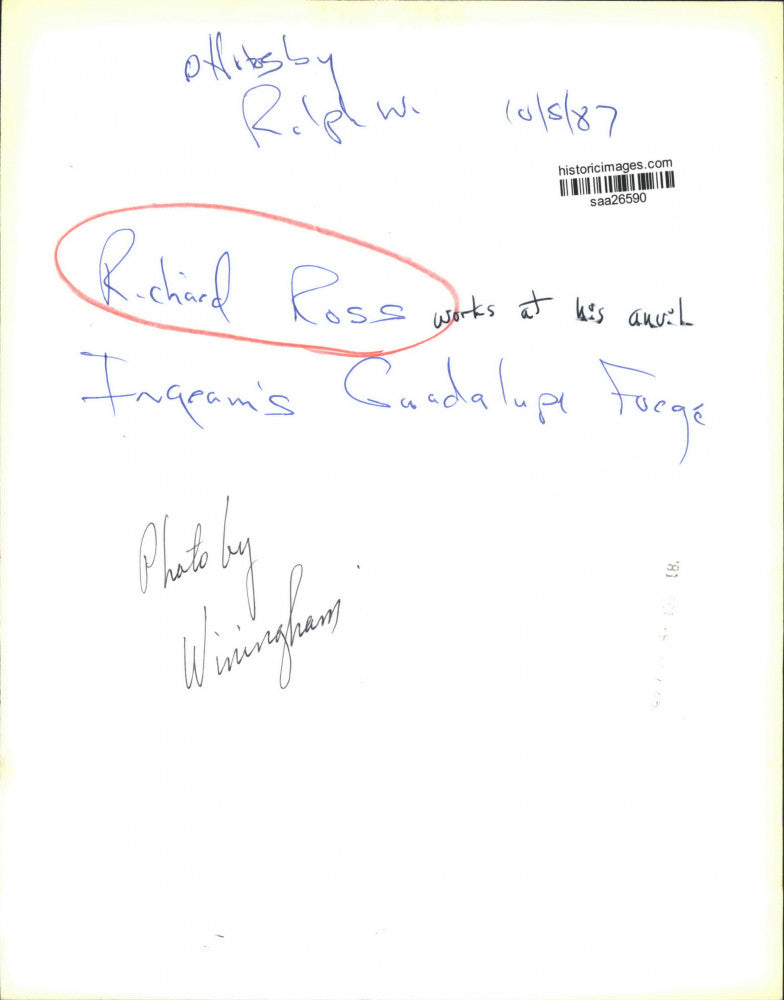 Ralph W. 10/5/87
historicimages.com
saa26590
Richard Ross works at his anvil
Ingram's Guadalupe Forge
Photo by
Winingham